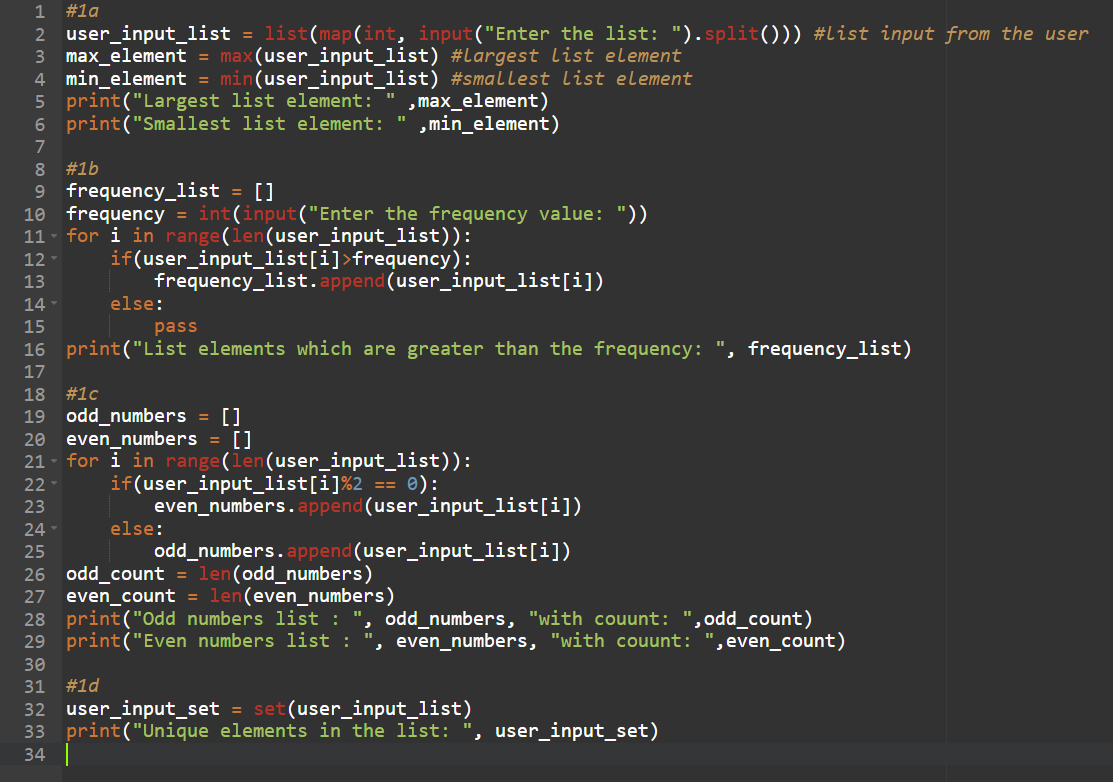 1 #1a
2 user_input_list = list(map(int, input("Enter the list: ").split())) #list input from the user
3 max_element = max(user_input_list) #largest list element
4 min_element = min(user_input_list) #smallest list element
5 print("Largest list element: " ,max_element)
6 print("Smallest list element: " ,min_element)
7
8 #1b
9 frequency_list = []
10 frequency = int(input("Enter the frequency value: "))
11 for i in range(len(user_input_list)):
12     if(user_input_list[i]>frequency):
13         frequency_list.append(user_input_list[i])
14     else:
15         pass
16 print("List elements which are greater than the frequency: ", frequency_list)
17
18 #1c
19 odd_numbers = []
20 even_numbers = []
21 for i in range(len(user_input_list)):
22     if(user_input_list[i]%2 == 0):
23         even_numbers.append(user_input_list[i])
24     else:
25         odd_numbers.append(user_input_list[i])
26 odd_count = len(odd_numbers)
27 even_count = len(even_numbers)
28 print("Odd numbers list : ", odd_numbers, "with couunt: ",odd_count)
29 print("Even numbers list : ", even_numbers, "with couunt: ",even_count)
30
31 #1d
32 user_input_set = set(user_input_list)
33 print("Unique elements in the list: ", user_input_set)
34